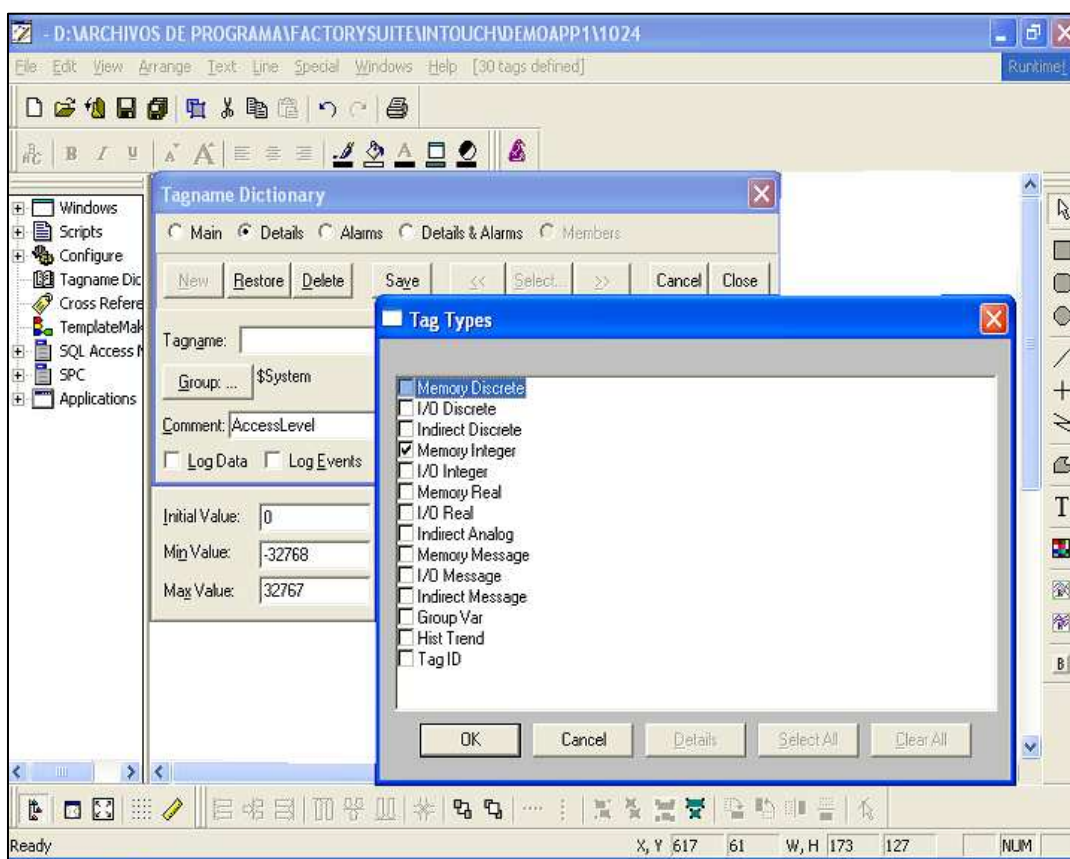 - D:\ARCHIVOS DE PROGRAMA\FACTORYSUITE\INTOUCH\DEMOAPP1\1024
File Edit View Arrange Text Line Special Windows Help [30 tags defined] Runtime!
ABC B I U A A A
Windows
Scripts
Configure
Tagname Dic
Cross Refere
TemplateMak
SQL Access M
SPC
Applications
Tagname Dictionary
Main Details Alarms Details & Alarms Members
New Restore Delete Save << Select... >> Cancel Close
Tagname:
Group: ... $System
Comment: AccessLevel
Log Data Log Events
Initial Value: 0
Min Value: -32768
Max Value: 32767
Tag Types
Memory Discrete
I/O Discrete
Indirect Discrete
Memory Integer
I/O Integer
Memory Real
I/O Real
Indirect Analog
Memory Message
I/O Message
Indirect Message
Group Var
Hist Trend
Tag ID
OK Cancel Details Select All Clear All
T
B
Ready X, Y 617 61 W, H 173 127 NUM